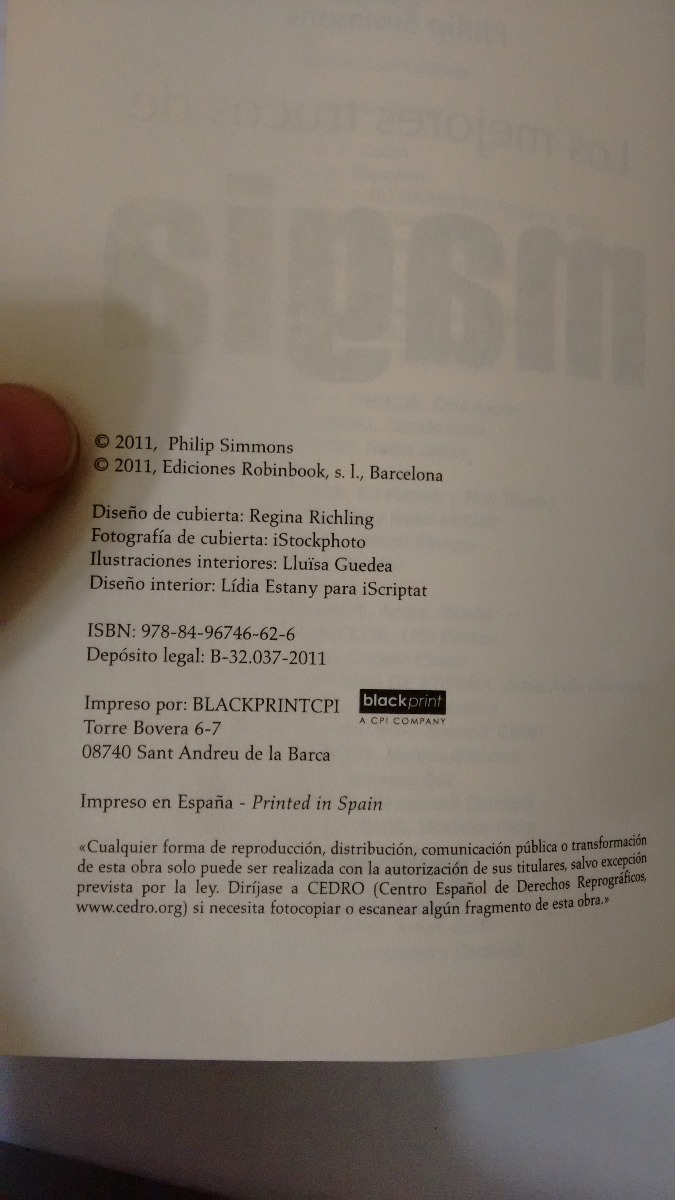 © 2011, Philip Simmons
© 2011, Ediciones Robinbook, s. l., Barcelona
Diseño de cubierta: Regina Richling
Fotografía de cubierta: iStockphoto
Ilustraciones interiores: Lluïsa Guedea
Diseño interior: Lídia Estany para iScriptat
ISBN: 978-84-96746-62-6
Depósito legal: B-32.037-2011
Impreso por: BLACKPRINTCPI blackprint
A CPI COMPANY
Torre Bovera 6-7
08740 Sant Andreu de la Barca
Impreso en España - Printed in Spain
«Cualquier forma de reproducción, distribución, comunicación pública o transformación
de esta obra solo puede ser realizada con la autorización de sus titulares, salvo excepción
prevista por la ley. Diríjase a CEDRO (Centro Español de Derechos Reprográficos,
www.cedro.org) si necesita fotocopiar o escanear algún fragmento de esta obra.»